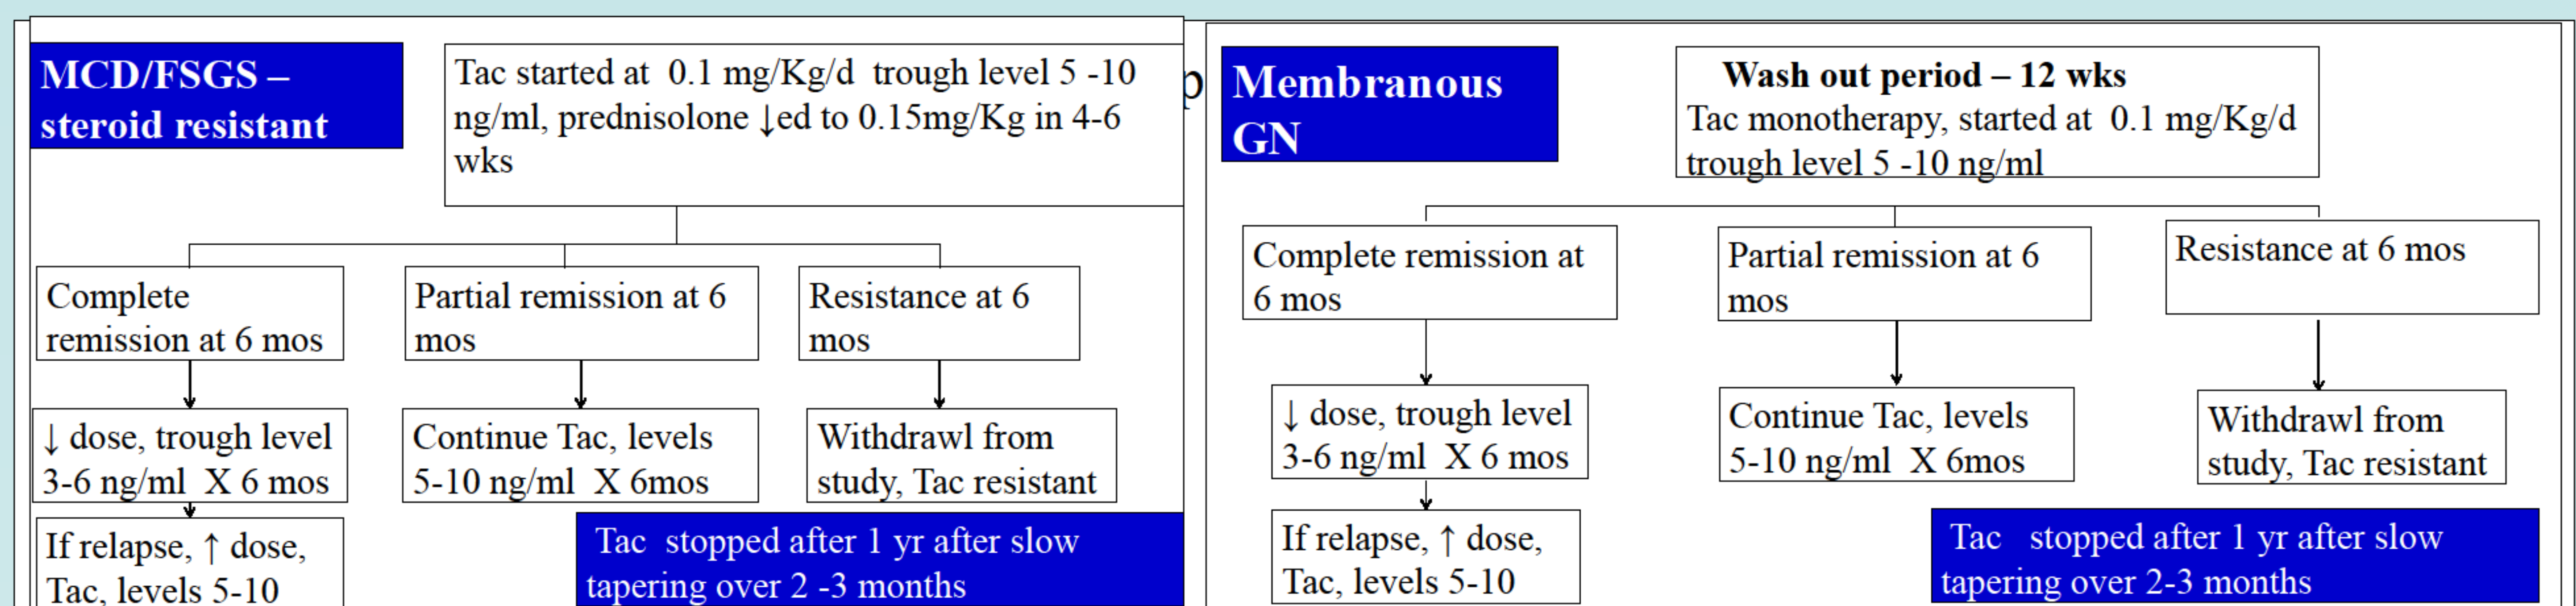 MCD/FSGS –
steroid resistant
Tac started at 0.1 mg/Kg/d trough level 5 -10
ng/ml, prednisolone ↓ed to 0.15mg/Kg in 4-6
wks
Complete
remission at 6 mos
Partial remission at 6
mos
Resistance at 6
mos
↓ dose, trough level
3-6 ng/ml X 6 mos
Continue Tac, levels
5-10 ng/ml X 6mos
Withdrawl from
study, Tac resistant
If relapse, ↑ dose,
Tac, levels 5-10
Tac stopped after 1 yr after slow
tapering over 2 -3 months
p
Membranous
GN
Wash out period – 12 wks
Tac monotherapy, started at 0.1 mg/Kg/d
trough level 5 -10 ng/ml
Complete remission at
6 mos
Partial remission at 6
mos
Resistance at 6 mos
↓ dose, trough level
3-6 ng/ml X 6 mos
Continue Tac, levels
5-10 ng/ml X 6mos
Withdrawl from
study, Tac resistant
If relapse, ↑ dose,
Tac, levels 5-10
Tac stopped after 1 yr after slow
tapering over 2-3 months